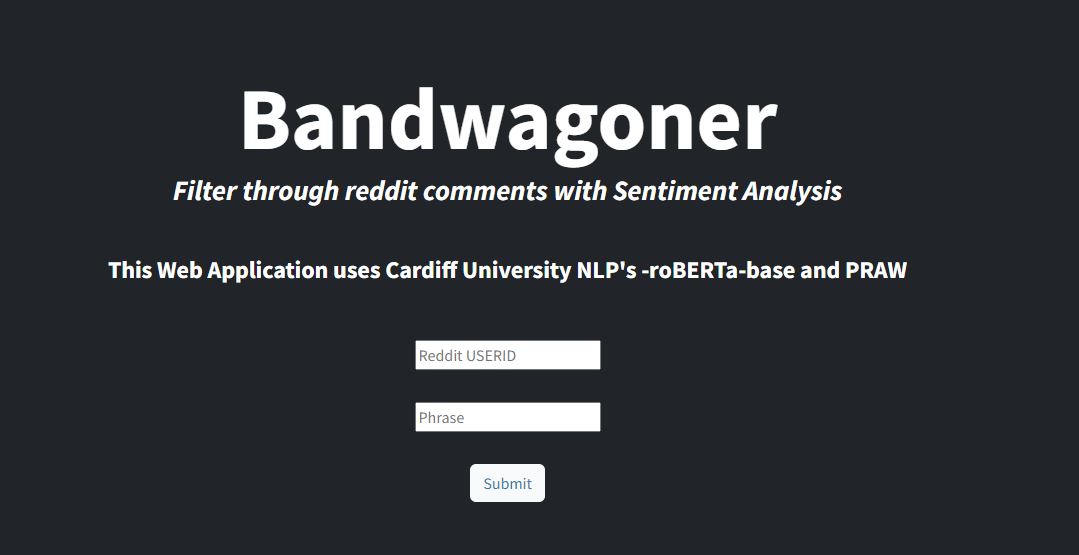 Bandwagoner
Filter through reddit comments with Sentiment Analysis
This Web Application uses Cardiff University NLP's -roBERTa-base and PRAW
Reddit USERID
Phrase
Submit